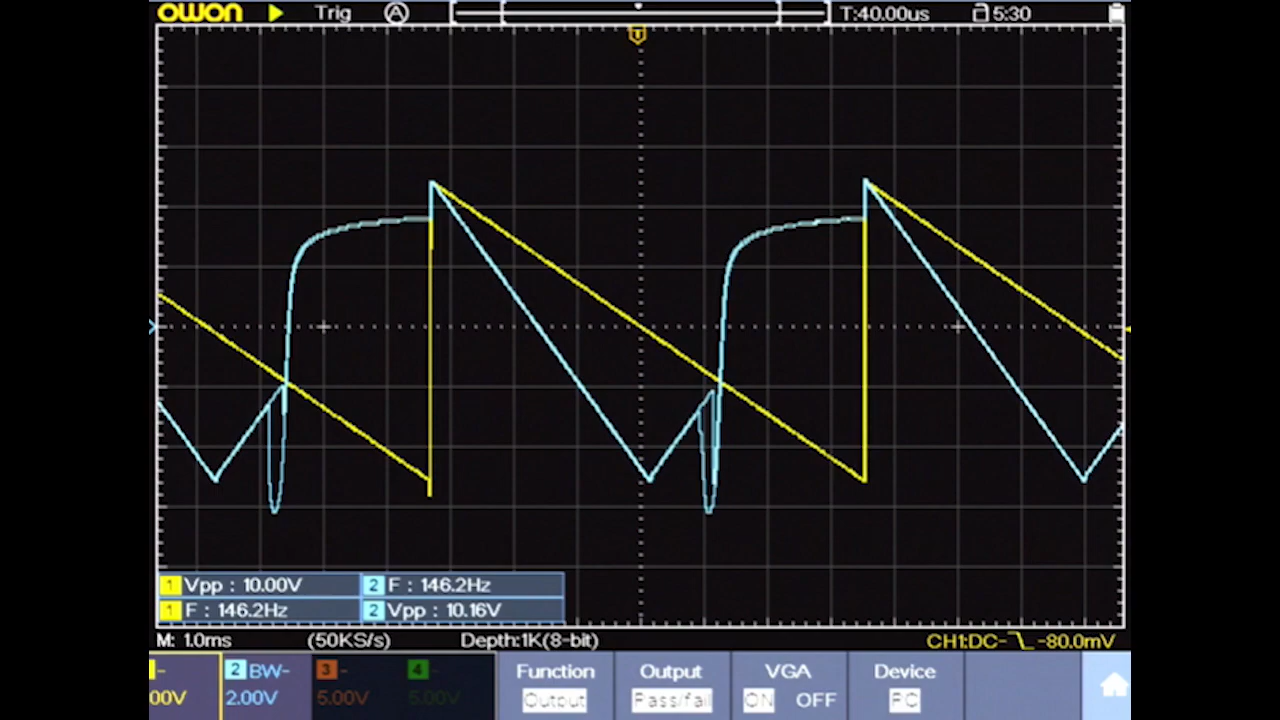 OWON Trig A T:40.00us 5:30
T
1 Vpp : 10.00V 2 F : 146.2Hz
1 F : 146.2Hz 2 Vpp : 10.16V
M: 1.0ms (50KS/s) Depth:1K(8-bit) CH1:DC- -80.0mV
- 2 BW- 3 - 4 - Function Output VGA Device
00V 2.00V 5.00V 5.00V Output Pass/fail ON OFF PC